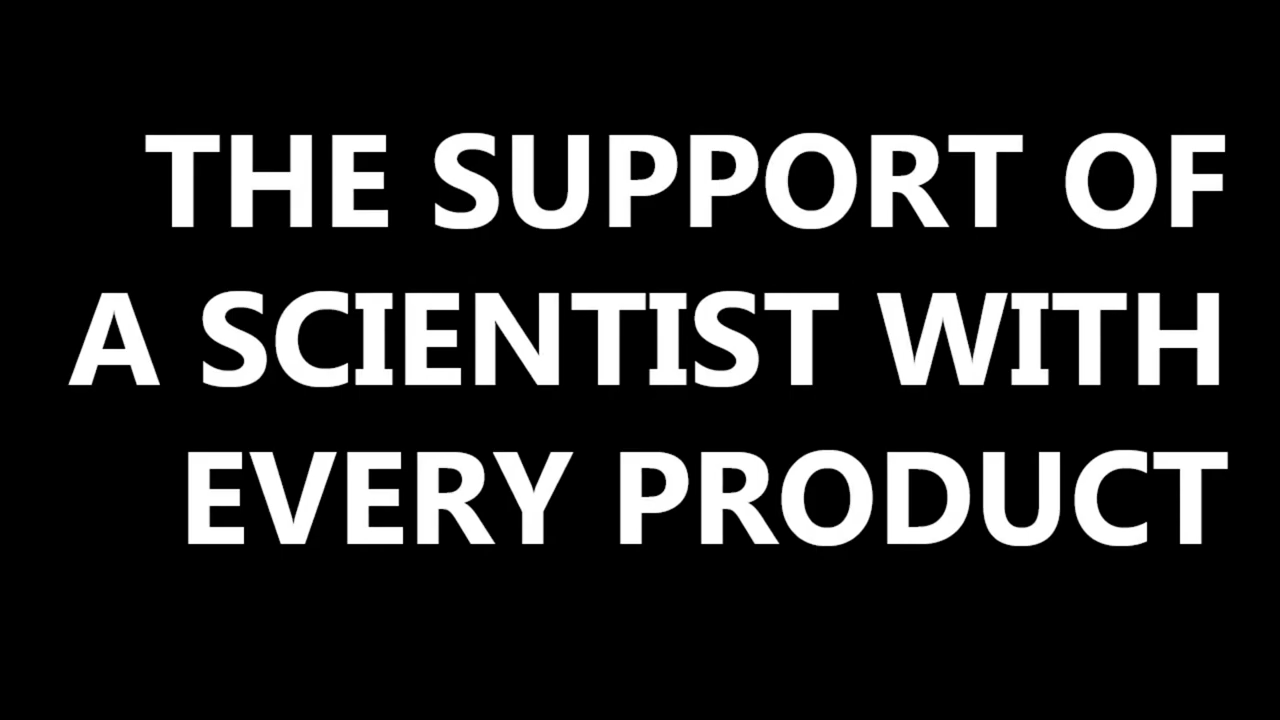 THE SUPPORT OF
A SCIENTIST WITH
EVERY PRODUCT